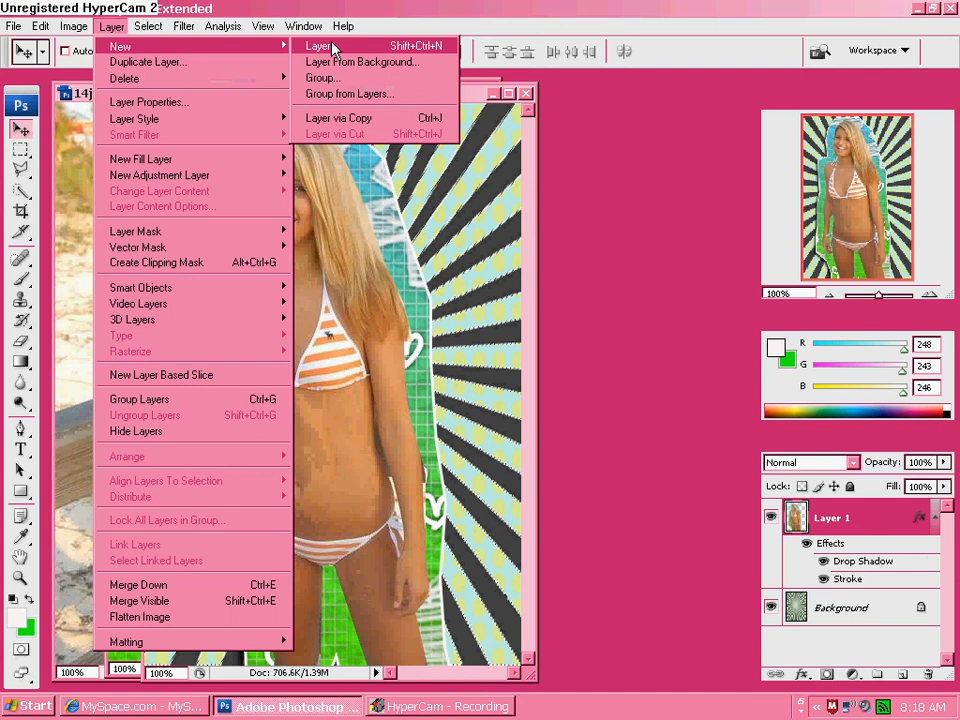 Unregistered HyperCam 2 Extended
File Edit Image Layer Select Filter Analysis View Window Help
Auto
Workspace
Ps
14j
New
Duplicate Layer...
Delete
Layer Properties...
Layer Style
Smart Filter
New Fill Layer
New Adjustment Layer
Change Layer Content
Layer Content Options...
Layer Mask
Vector Mask
Create Clipping Mask Alt+Ctrl+G
Smart Objects
Video Layers
3D Layers
Type
Rasterize
New Layer Based Slice
Group Layers Ctrl+G
Ungroup Layers Shift+Ctrl+G
Hide Layers
Arrange
Align Layers To Selection
Distribute
Lock All Layers in Group...
Link Layers
Select Linked Layers
Merge Down Ctrl+E
Merge Visible Shift+Ctrl+E
Flatten Image
Matting
Layer... Shift+Ctrl+N
Layer From Background...
Group...
Group from Layers...
Layer via Copy Ctrl+J
Layer via Cut Shift+Ctrl+J
100%
R 248
G 243
B 246
Normal Opacity: 100%
Lock: Fill: 100%
Layer 1 fx
Effects
Drop Shadow
Stroke
Background
fx.
100% 100% 100% Doc: 706.6K/1.39M
Start MySpace.com - MyS... Adobe Photoshop ... HyperCam - Recording 8:18 AM